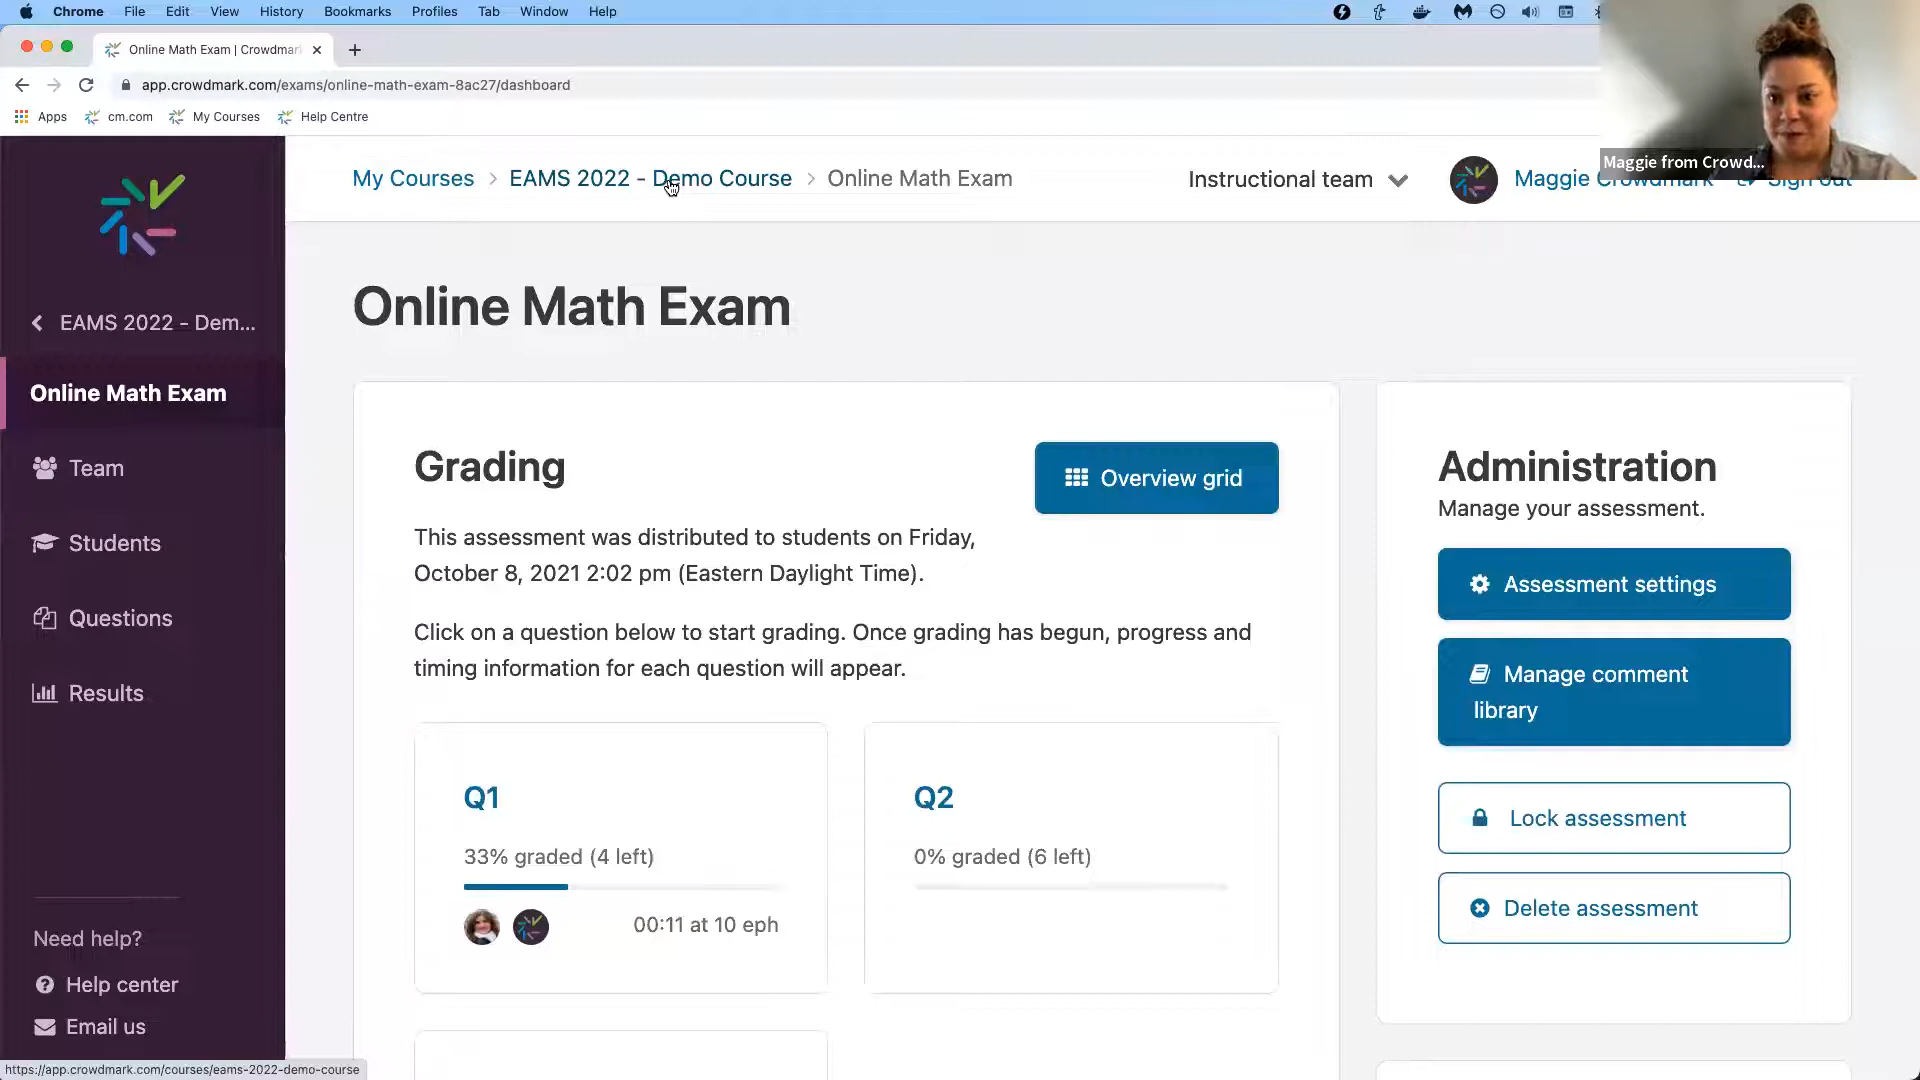 Chrome File Edit View History Bookmarks Profiles Tab Window Help
Online Math Exam | Crowdmar
app.crowdmark.com/exams/online-math-exam-8ac27/dashboard
Apps cm.com My Courses Help Centre
Maggie from Crowd...
My Courses > EAMS 2022 - Demo Course > Online Math Exam
Instructional team
Maggie Crowdmark Sign out
EAMS 2022 - Dem...
Online Math Exam
Team
Students
Questions
Results
Need help?
Help center
Email us
Online Math Exam
Grading
Overview grid
This assessment was distributed to students on Friday,
October 8, 2021 2:02 pm (Eastern Daylight Time).
Click on a question below to start grading. Once grading has begun, progress and
timing information for each question will appear.
Q1
33% graded (4 left)
00:11 at 10 eph
Q2
0% graded (6 left)
Administration
Manage your assessment.
Assessment settings
Manage comment
library
Lock assessment
Delete assessment
https://app.crowdmark.com/courses/eams-2022-demo-course